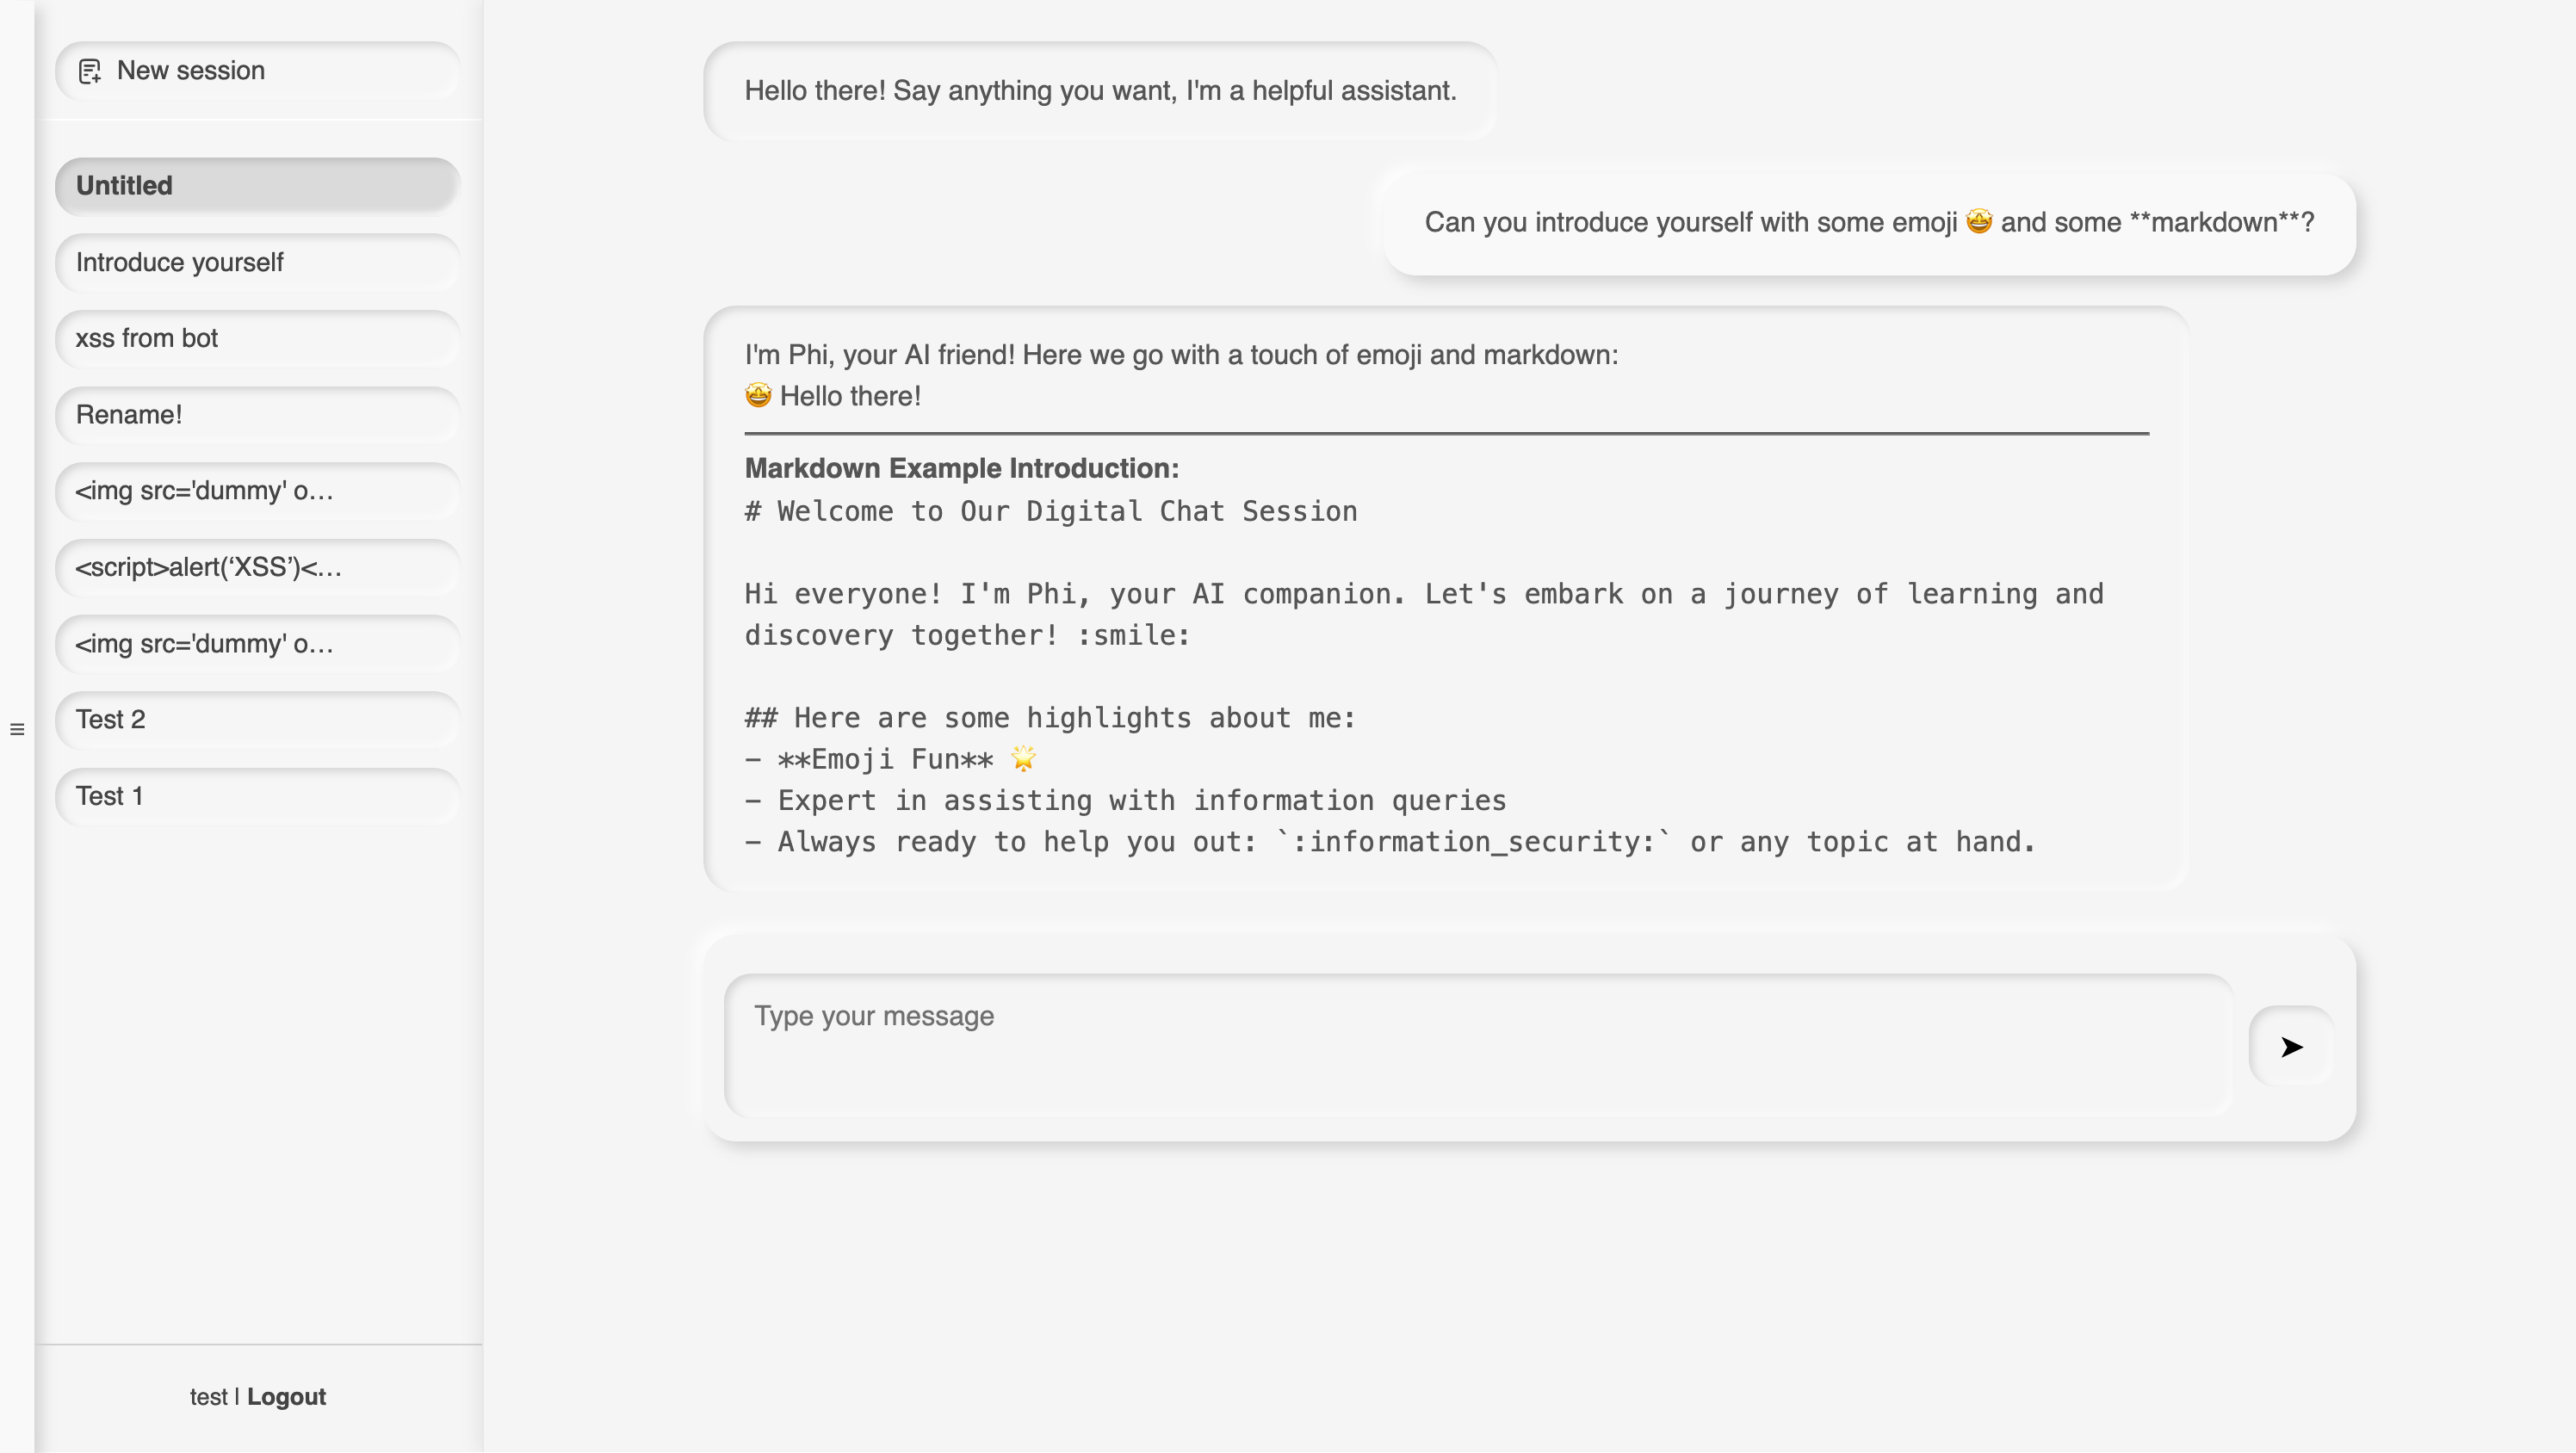 New session
Untitled
Introduce yourself
xss from bot
Rename!
<img src='dummy' o...
<script>alert(‘XSS’)<...
<img src='dummy' o...
Test 2
Test 1
test | Logout
Hello there! Say anything you want, I'm a helpful assistant.
Can you introduce yourself with some emoji 🤩 and some **markdown**?
I'm Phi, your AI friend! Here we go with a touch of emoji and markdown:
🤩 Hello there!
Markdown Example Introduction:
# Welcome to Our Digital Chat Session
Hi everyone! I'm Phi, your AI companion. Let's embark on a journey of learning and
discovery together! :smile:
## Here are some highlights about me:
- **Emoji Fun** 🌟
- Expert in assisting with information queries
- Always ready to help you out: `:information_security:` or any topic at hand.
Type your message